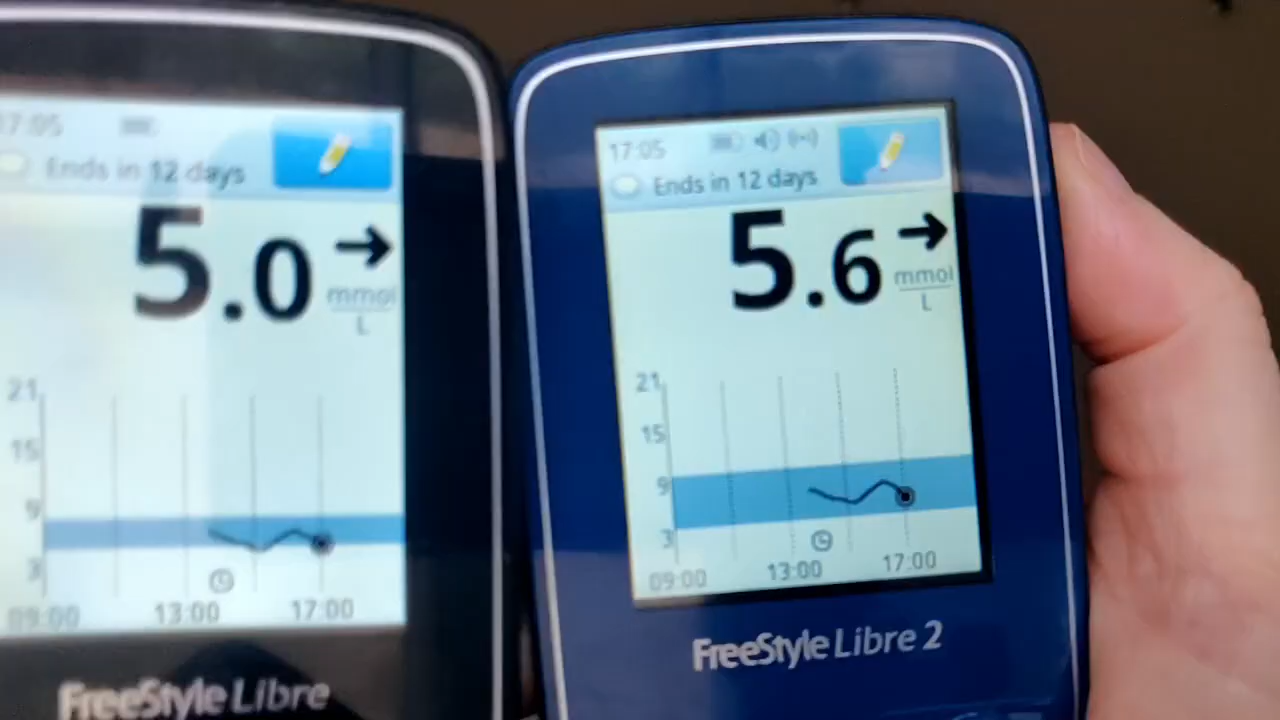 17:05
Ends in 12 days
5.0
mmol
L
21
15
9
3
09:00 13:00 17:00
FreeStyle Libre
17:05
Ends in 12 days
5.6
mmol
L
21
15
9
3
09:00 13:00 17:00
FreeStyle Libre 2